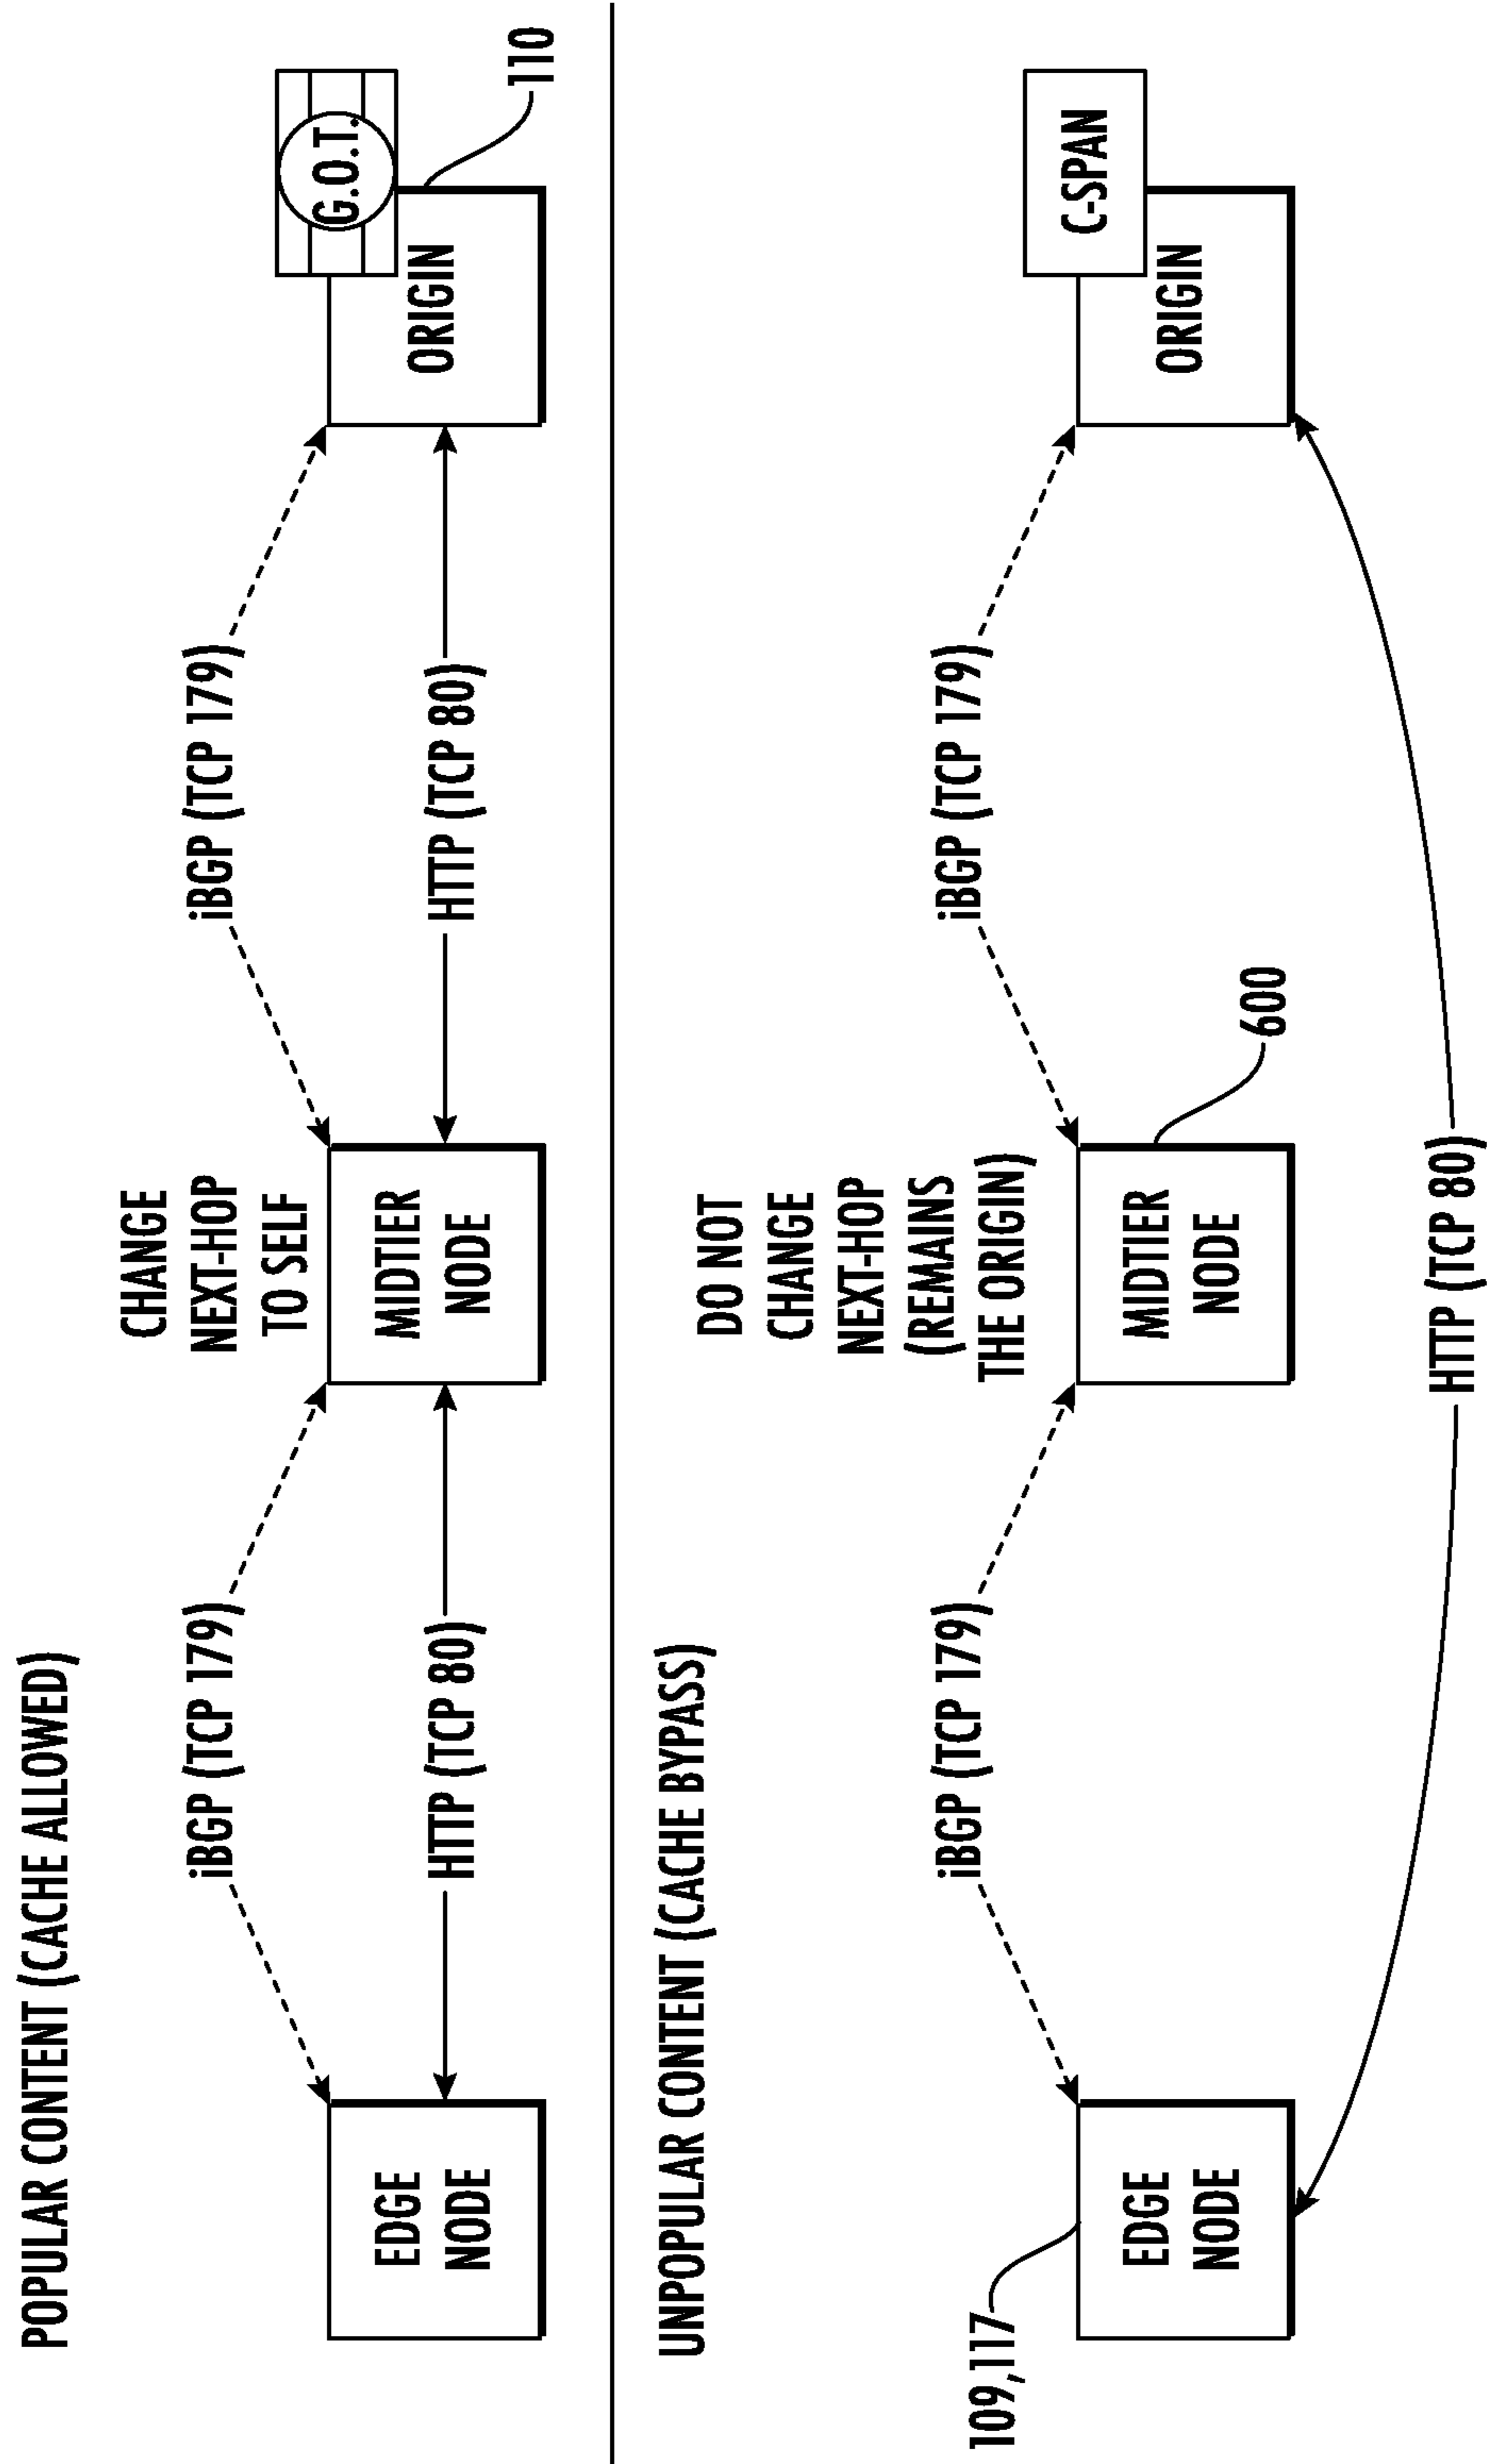 POPULAR CONTENT (CACHE ALLOWED)
CHANGE
NEXT-HOP
TO SELF
iBGP (TCP 179)
iBGP (TCP 179)
G.O.T.
EDGE
NODE
HTTP (TCP 80)
MIDTIER
NODE
HTTP (TCP 80)
ORIGIN
110
UNPOPULAR CONTENT (CACHE BYPASS)
DO NOT
CHANGE
NEXT-HOP
(REMAINS
THE ORIGIN)
109,117
iBGP (TCP 179)
iBGP (TCP 179)
C-SPAN
EDGE
NODE
MIDTIER
NODE
600
ORIGIN
HTTP (TCP 80)